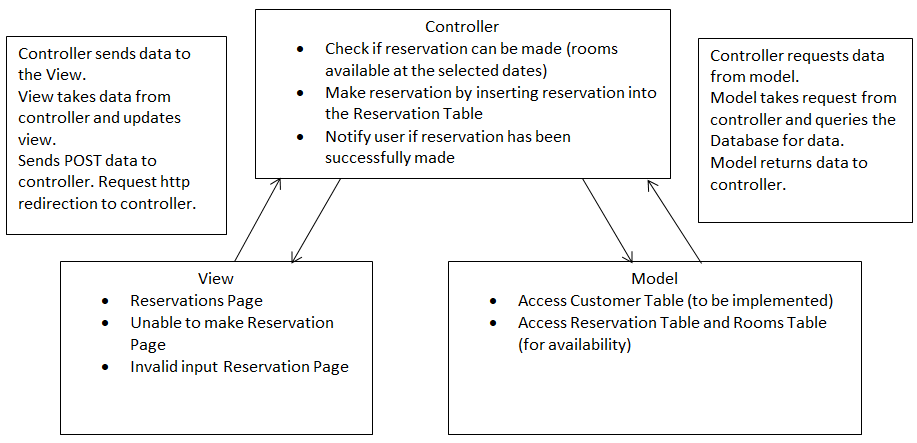 Controller
• Check if reservation can be made (rooms
available at the selected dates)
• Make reservation by inserting reservation into
the Reservation Table
• Notify user if reservation has been
successfully made
Controller sends data to
the View.
View takes data from
controller and updates
view.
Sends POST data to
controller. Request http
redirection to controller.
Controller requests data
from model.
Model takes request from
controller and queries the
Database for data.
Model returns data to
controller.
View
• Reservations Page
• Unable to make Reservation
Page
• Invalid input Reservation Page
Model
• Access Customer Table (to be implemented)
• Access Reservation Table and Rooms Table
(for availability)